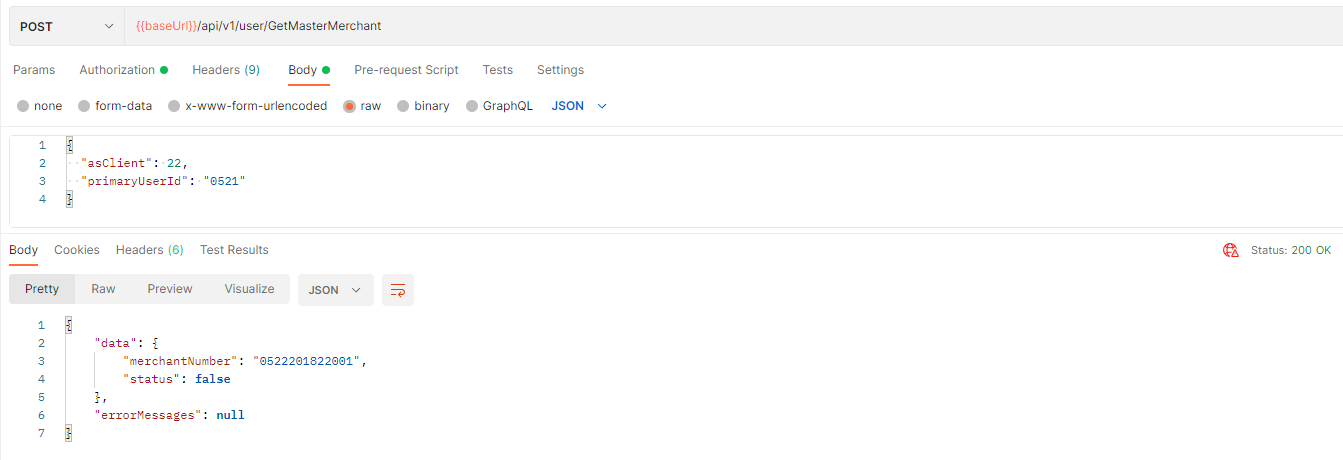 POST {{baseUrl}}/api/v1/user/GetMasterMerchant
Params Authorization Headers (9) Body Pre-request Script Tests Settings
none form-data x-www-form-urlencoded raw binary GraphQL JSON
1 {
2 "asClient": 22,
3 "primaryUserId": "0521"
4 }
Body Cookies Headers (6) Test Results Status: 200 OK
Pretty Raw Preview Visualize JSON
1 {
2 "data": {
3 "merchantNumber": "0522201822001",
4 "status": false
5 },
6 "errorMessages": null
7 }